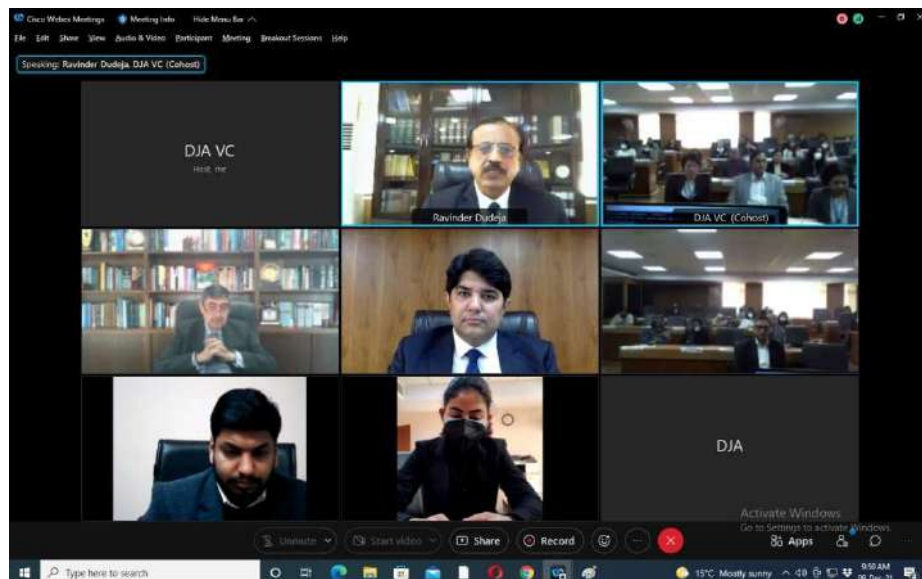 Cisco Webex Meetings Meeting Info Hide Menu Bar
File Edit Share View Audio & Video Participant Meeting Breakout Sessions Help
Speaking: Ravinder Dudeja, DJA VC (Cohost)
DJA VC
Host, me
Ravinder Dudeja
DJA VC (Cohost)
DJA
Activate Windows
Go to Settings to activate Windows.
Unmute Start video Share Record Apps
Type here to search
15°C Mostly sunny
9:50 AM